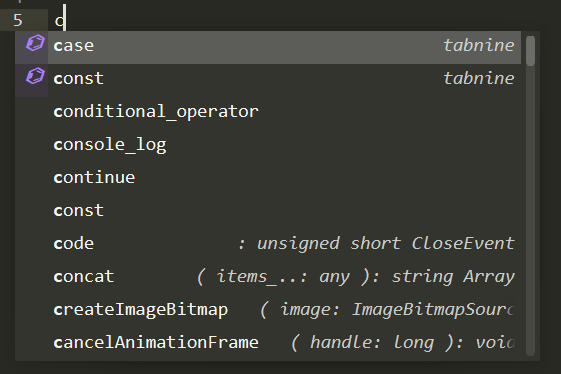 5 c
case tabnine
const tabnine
conditional_operator
console_log
continue
const
code : unsigned short CloseEvent
concat ( items_..: any ): string Array
createImageBitmap ( image: ImageBitmapSourc
cancelAnimationFrame ( handle: long ): void